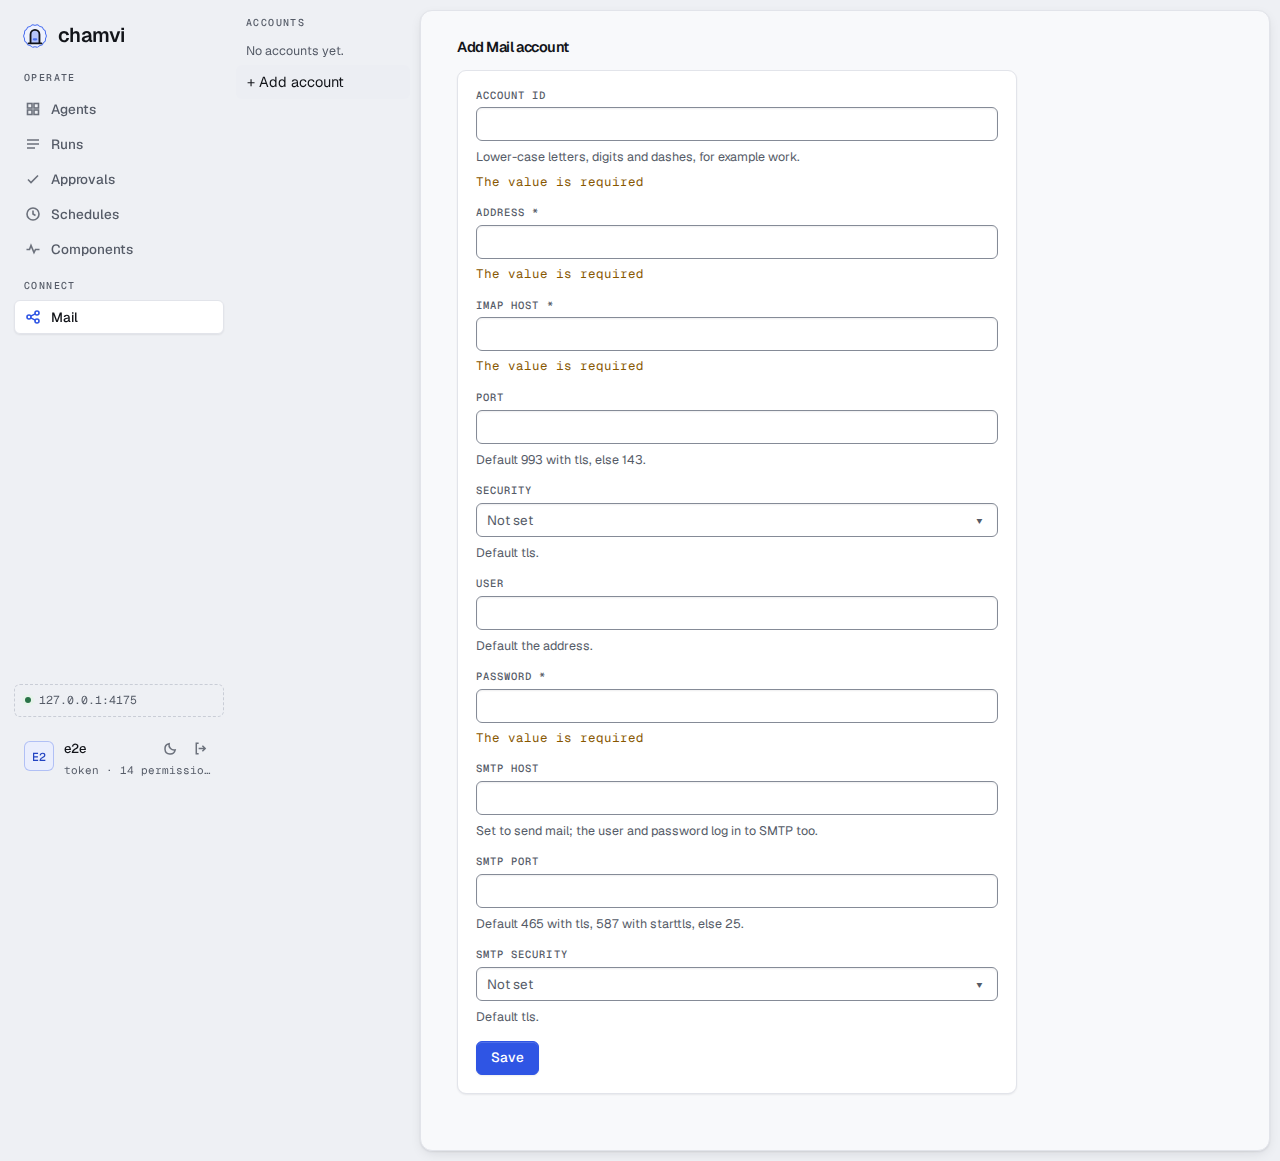 chamvi
OPERATE
Agents
Runs
Approvals
Schedules
Components
CONNECT
Mail
127.0.0.1:4175
E2
e2e
token · 14 permissio…
ACCOUNTS
No accounts yet.
+ Add account
Add Mail account
ACCOUNT ID
Lower-case letters, digits and dashes, for example work.
The value is required
ADDRESS *
The value is required
IMAP HOST *
The value is required
PORT
Default 993 with tls, else 143.
SECURITY
Not set
Default tls.
USER
Default the address.
PASSWORD *
The value is required
SMTP HOST
Set to send mail; the user and password log in to SMTP too.
SMTP PORT
Default 465 with tls, 587 with starttls, else 25.
SMTP SECURITY
Not set
Default tls.
Save